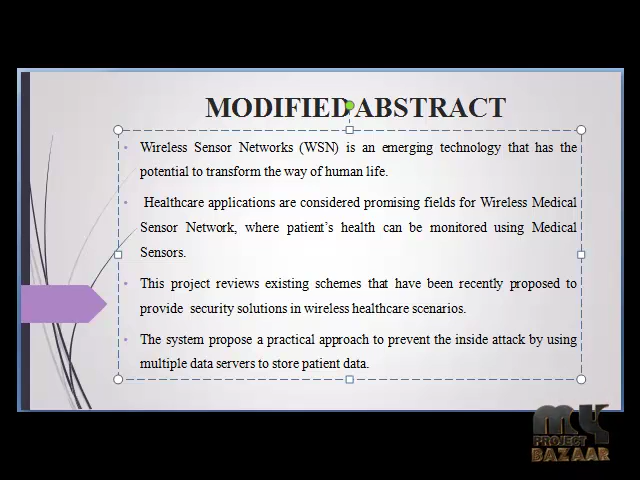 MODIFIED ABSTRACT
Wireless Sensor Networks (WSN) is an emerging technology that has the
potential to transform the way of human life.
Healthcare applications are considered promising fields for Wireless Medical
Sensor Network, where patient's health can be monitored using Medical
Sensors.
This project reviews existing schemes that have been recently proposed to
provide security solutions in wireless healthcare scenarios.
The system propose a practical approach to prevent the inside attack by using
multiple data servers to store patient data.
MY
PROJECT
BAZAAR